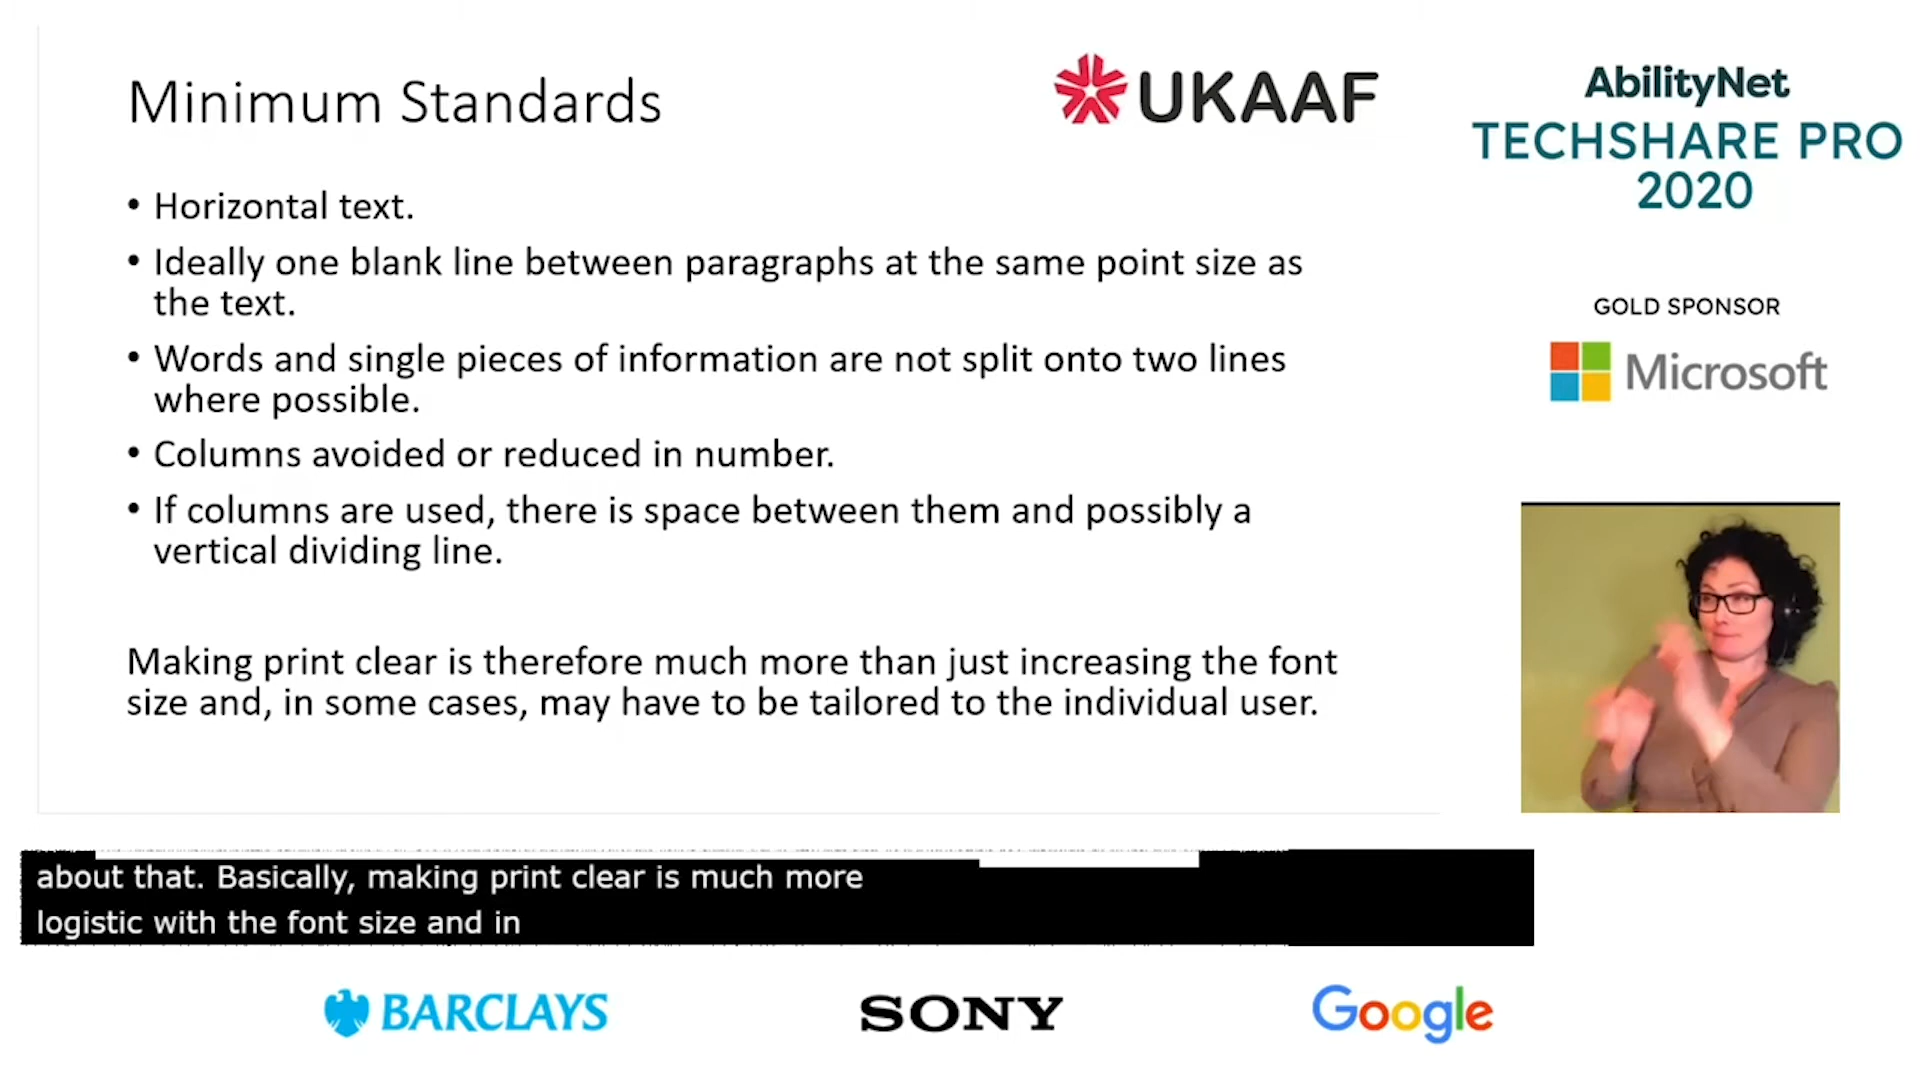 Minimum Standards
UKAAF
• Horizontal text.
• Ideally one blank line between paragraphs at the same point size as
the text.
• Words and single pieces of information are not split onto two lines
where possible.
• Columns avoided or reduced in number.
• If columns are used, there is space between them and possibly a
vertical dividing line.
Making print clear is therefore much more than just increasing the font
size and, in some cases, may have to be tailored to the individual user.
AbilityNet
TECHSHARE PRO
2020
GOLD SPONSOR
Microsoft
about that. Basically, making print clear is much more
logistic with the font size and in
BARCLAYS
SONY
Google